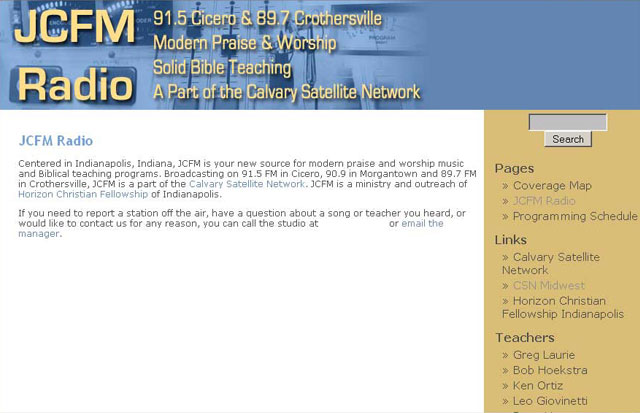 JCFM
Radio
91.5 Cicero & 89.7 Crothersville
Modern Praise & Worship
Solid Bible Teaching
A Part of the Calvary Satellite Network
JCFM Radio
Centered in Indianapolis, Indiana, JCFM is your new source for modern praise and worship music
and Biblical teaching programs. Broadcasting on 91.5 FM in Cicero, 90.9 in Morgantown and 89.7 FM
in Crothersville, JCFM is a part of the Calvary Satellite Network. JCFM is a ministry and outreach of
Horizon Christian Fellowship of Indianapolis.
If you need to report a station off the air, have a question about a song or teacher you heard, or
would like to contact us for any reason, you can call the studio at or email the
manager.
Search
Pages
» Coverage Map
» JCFM Radio
» Programming Schedule
Links
» Calvary Satellite
Network
» CSN Midwest
» Horizon Christian
Fellowship Indianapolis
Teachers
» Greg Laurie
» Bob Hoekstra
» Ken Ortiz
» Leo Giovinetti